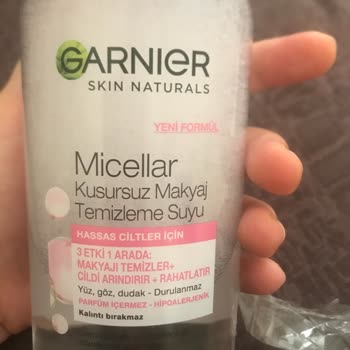 GARNIER
SKIN NATURALS
YENİ FORMÜL
Micellar
Kusursuz Makyaj
Temizleme Suyu
HASSAS CİLTLER İÇİN
3 ETKİ 1 ARADA:
MAKYAJI TEMİZLER+
CİLDİ ARINDIRIR + RAHATLATIR
Yüz, göz, dudak - Durulanmaz
PARFÜM İÇERMEZ - HİPOALERJENİK
Kalıntı bırakmaz